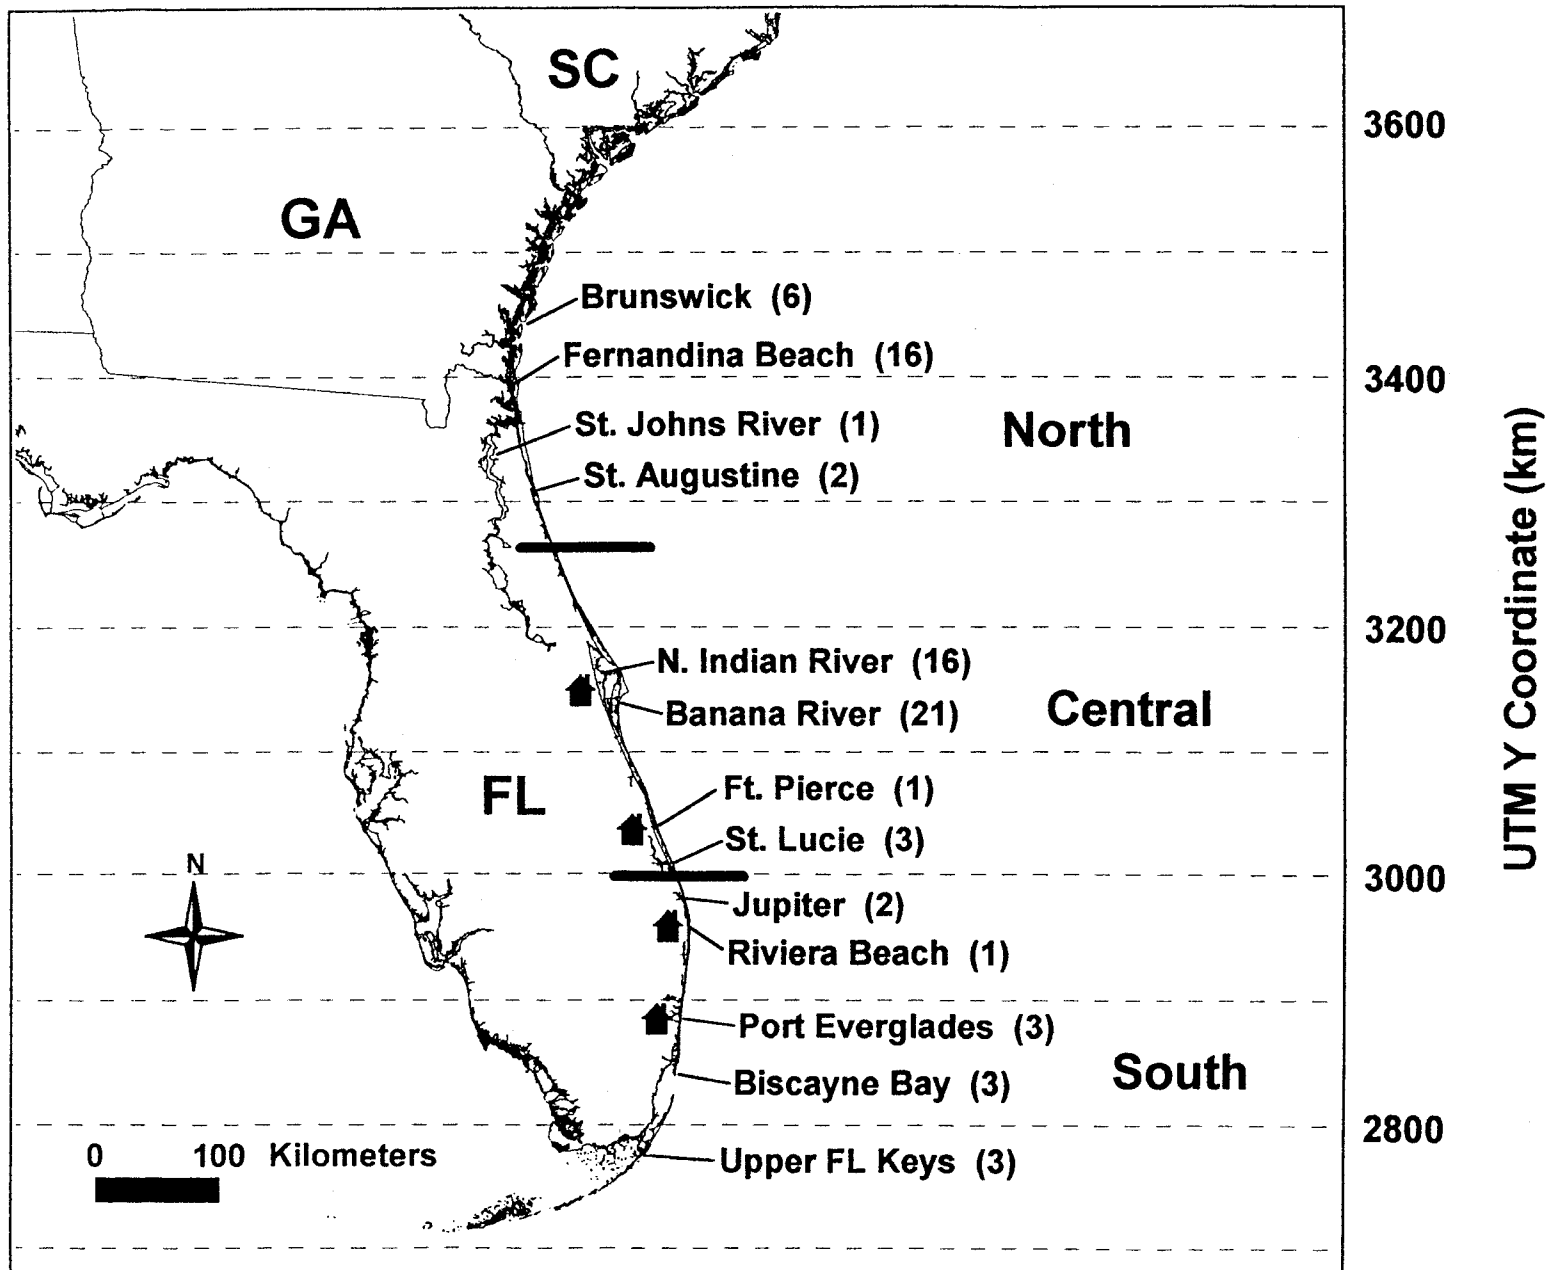 SC
3600
GA
Brunswick (6)
Fernandina Beach (16)
3400
St. Johns River (1)
North
St. Augustine (2)
3200
N. Indian River (16)
Banana River (21)
Central
FL
Ft. Pierce (1)
St. Lucie (3)
N
3000
Jupiter (2)
Riviera Beach (1)
Port Everglades (3)
South
Biscayne Bay (3)
2800
0 100 Kilometers
Upper FL Keys (3)
UTM Y Coordinate (km)